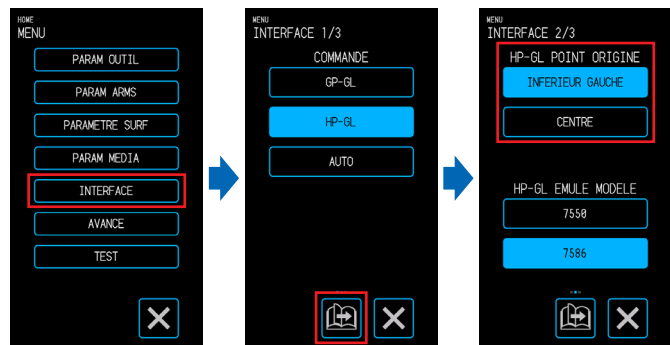 HOME
MENU
PARAM OUTIL
PARAM ARMS
PARAMETRE SURF
PARAM MEDIA
INTERFACE
AVANCE
TEST
MENU
INTERFACE 1/3
COMMANDE
GP-GL
HP-GL
AUTO
MENU
INTERFACE 2/3
HP-GL POINT ORIGINE
INFERIEUR GAUCHE
CENTRE
HP-GL EMULE MODELE
7550
7586